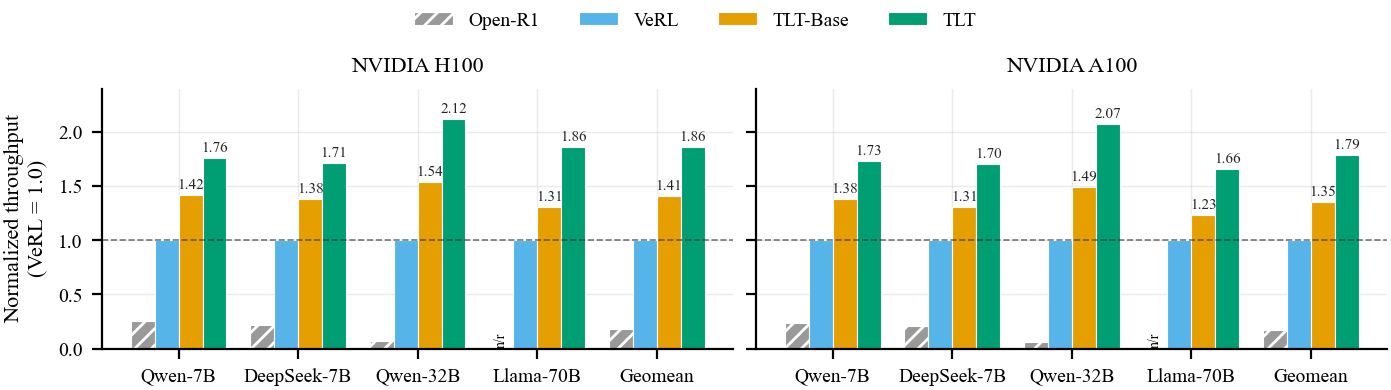 Open-R1 VeRL TLT-Base TLT
NVIDIA H100
NVIDIA A100
Normalized throughput
(VeRL = 1.0)
2.0
1.5
1.0
0.5
0.0
1.42 1.76
1.38 1.71
1.54 2.12
n/r 1.31 1.86
1.41 1.86
Qwen-7B DeepSeek-7B Qwen-32B Llama-70B Geomean
1.38 1.73
1.31 1.70
1.49 2.07
n/r 1.23 1.66
1.35 1.79
Qwen-7B DeepSeek-7B Qwen-32B Llama-70B Geomean